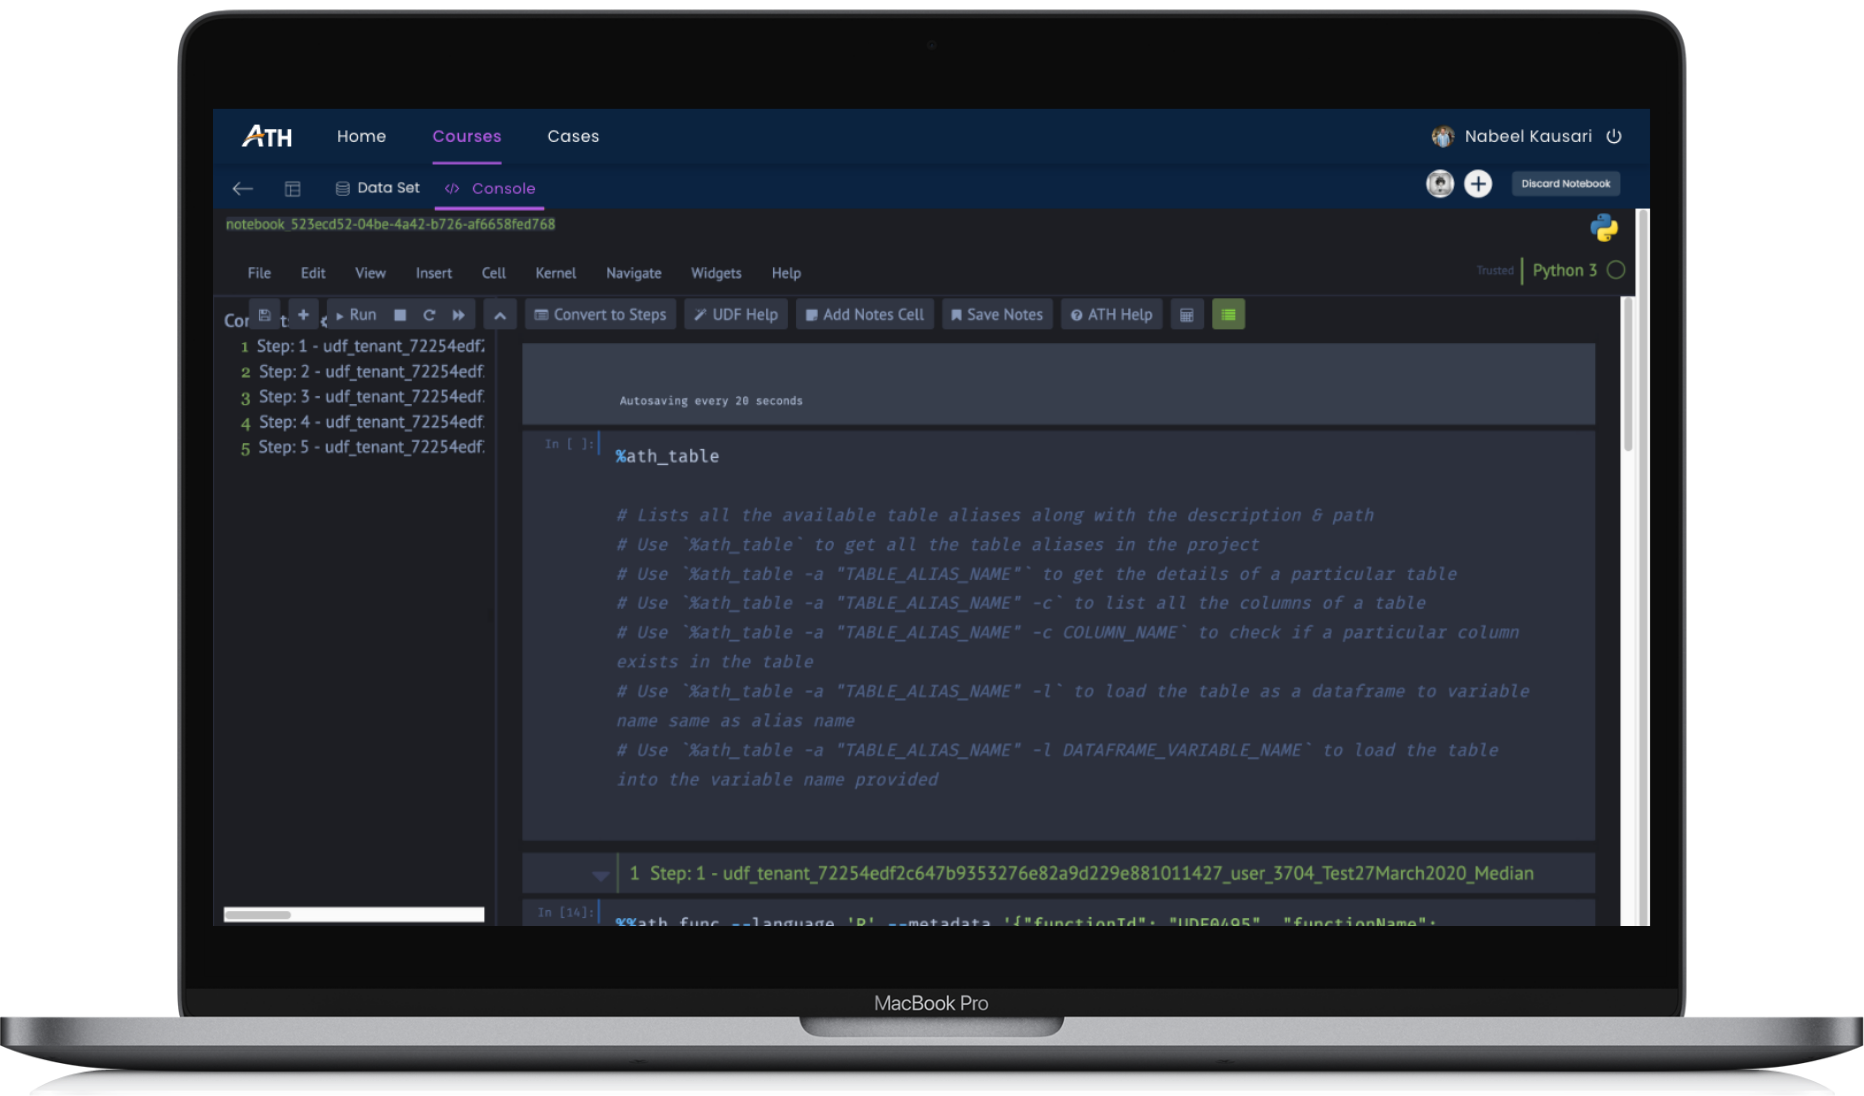 ATH Home Courses Cases Nabeel Kausari
Data Set </> Console Discard Notebook
notebook_523ecd52-04be-4a42-b726-af6658fed768
File Edit View Insert Cell Kernel Navigate Widgets Help Trusted Python 3
Run Convert to Steps UDF Help Add Notes Cell Save Notes ATH Help
1 Step: 1 - udf_tenant_72254edf2
2 Step: 2 - udf_tenant_72254edf
3 Step: 3 - udf_tenant_72254edf
4 Step: 4 - udf_tenant_72254edf
5 Step: 5 - udf_tenant_72254edf
Autosaving every 20 seconds
In [ ]:
%ath_table
# Lists all the available table aliases along with the description & path
# Use `%ath_table` to get all the table aliases in the project
# Use `%ath_table -a "TABLE_ALIAS_NAME"` to get the details of a particular table
# Use `%ath_table -a "TABLE_ALIAS_NAME" -c` to list all the columns of a table
# Use `%ath_table -a "TABLE_ALIAS_NAME" -c COLUMN_NAME` to check if a particular column
exists in the table
# Use `%ath_table -a "TABLE_ALIAS_NAME" -l` to load the table as a dataframe to variable
name same as alias name
# Use `%ath_table -a "TABLE_ALIAS_NAME" -l DATAFRAME_VARIABLE_NAME` to load the table
into the variable name provided
1 Step: 1 - udf_tenant_72254edf2c647b9353276e82a9d229e881011427_user_3704_Test27March2020_Median
In [14]:
%%ath_func --language 'R' --metadata '{"functionId": "UDF0495", "functionName":
MacBook Pro